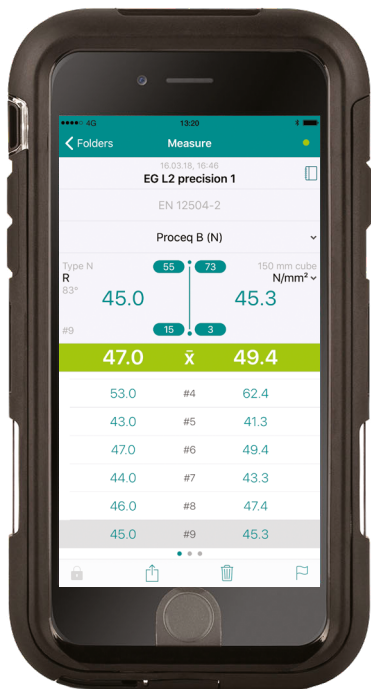 4G 13:20
Folders Measure
16.03.18, 16:46
EG L2 precision 1
EN 12504-2
Proceq B (N)
Type N 55 73 150 mm cube
R N/mm²
83° 45.0 45.3
#9 15 3
47.0 x̄ 49.4
53.0 #4 62.4
43.0 #5 41.3
47.0 #6 49.4
44.0 #7 43.3
46.0 #8 47.4
45.0 #9 45.3